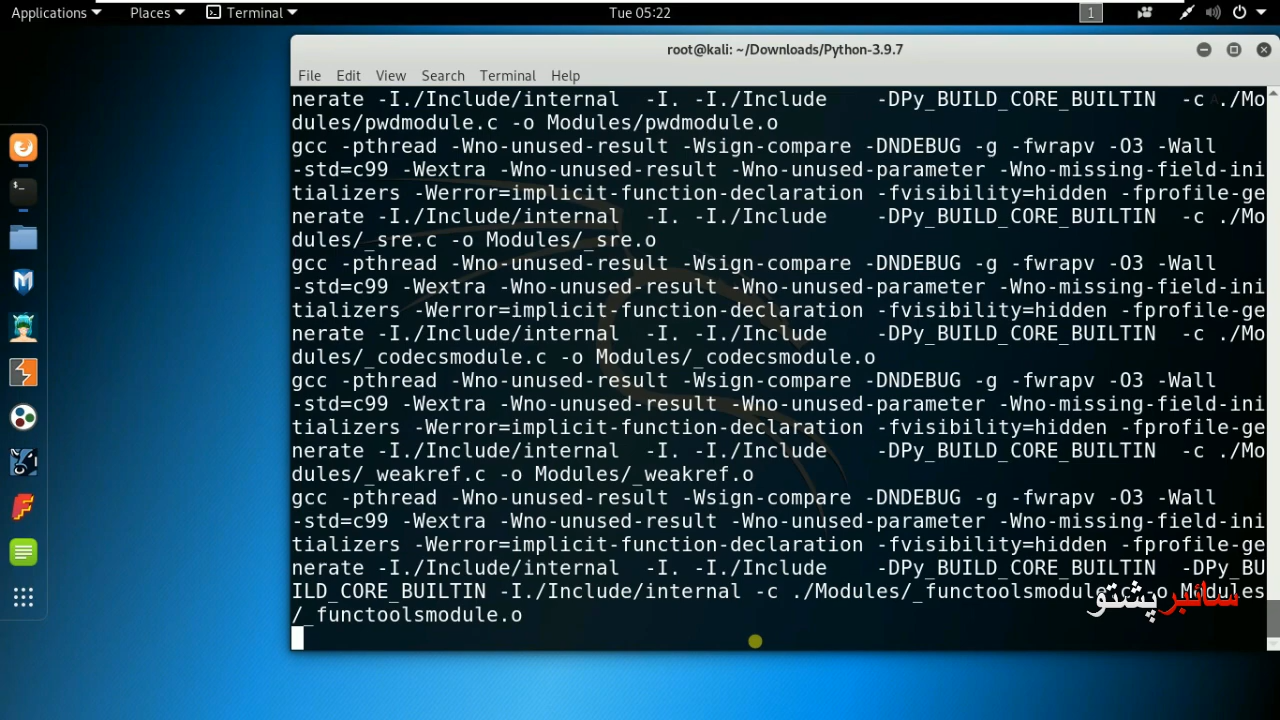 Applications Places Terminal Tue 05:22 1
root@kali: ~/Downloads/Python-3.9.7
File Edit View Search Terminal Help
nerate -I./Include/internal -I. -I./Include -DPy_BUILD_CORE_BUILTIN -c ./Mo
dules/pwdmodule.c -o Modules/pwdmodule.o
gcc -pthread -Wno-unused-result -Wsign-compare -DNDEBUG -g -fwrapv -O3 -Wall
-std=c99 -Wextra -Wno-unused-result -Wno-unused-parameter -Wno-missing-field-ini
tializers -Werror=implicit-function-declaration -fvisibility=hidden -fprofile-ge
nerate -I./Include/internal -I. -I./Include -DPy_BUILD_CORE_BUILTIN -c ./Mo
dules/_sre.c -o Modules/_sre.o
gcc -pthread -Wno-unused-result -Wsign-compare -DNDEBUG -g -fwrapv -O3 -Wall
-std=c99 -Wextra -Wno-unused-result -Wno-unused-parameter -Wno-missing-field-ini
tializers -Werror=implicit-function-declaration -fvisibility=hidden -fprofile-ge
nerate -I./Include/internal -I. -I./Include -DPy_BUILD_CORE_BUILTIN -c ./Mo
dules/_codecsmodule.c -o Modules/_codecsmodule.o
gcc -pthread -Wno-unused-result -Wsign-compare -DNDEBUG -g -fwrapv -O3 -Wall
-std=c99 -Wextra -Wno-unused-result -Wno-unused-parameter -Wno-missing-field-ini
tializers -Werror=implicit-function-declaration -fvisibility=hidden -fprofile-ge
nerate -I./Include/internal -I. -I./Include -DPy_BUILD_CORE_BUILTIN -c ./Mo
dules/_weakref.c -o Modules/_weakref.o
gcc -pthread -Wno-unused-result -Wsign-compare -DNDEBUG -g -fwrapv -O3 -Wall
-std=c99 -Wextra -Wno-unused-result -Wno-unused-parameter -Wno-missing-field-ini
tializers -Werror=implicit-function-declaration -fvisibility=hidden -fprofile-ge
nerate -I./Include/internal -I. -I./Include -DPy_BUILD_CORE_BUILTIN -DPy_BU
ILD_CORE_BUILTIN -I./Include/internal -c ./Modules/_functoolsmodule.c -o Modules
/_functoolsmodule.o
سائبر پشتو